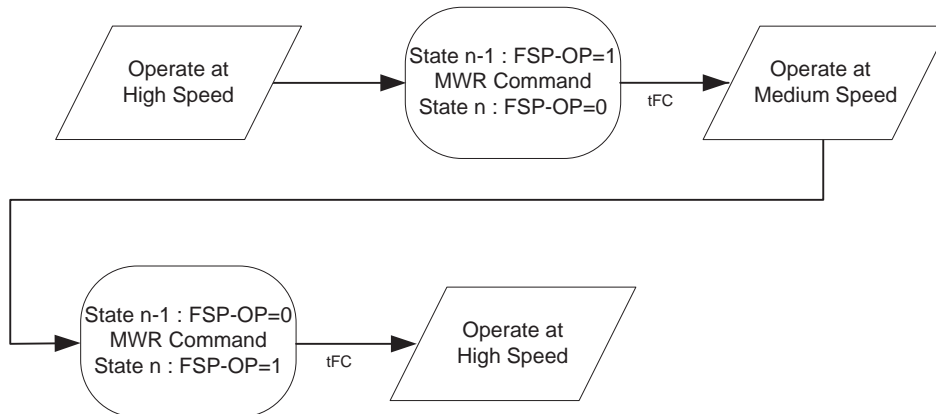 Operate at
High Speed
State n-1 : FSP-OP=1
MWR Command
State n : FSP-OP=0
tFC
Operate at
Medium Speed
State n-1 : FSP-OP=0
MWR Command
State n : FSP-OP=1
tFC
Operate at
High Speed